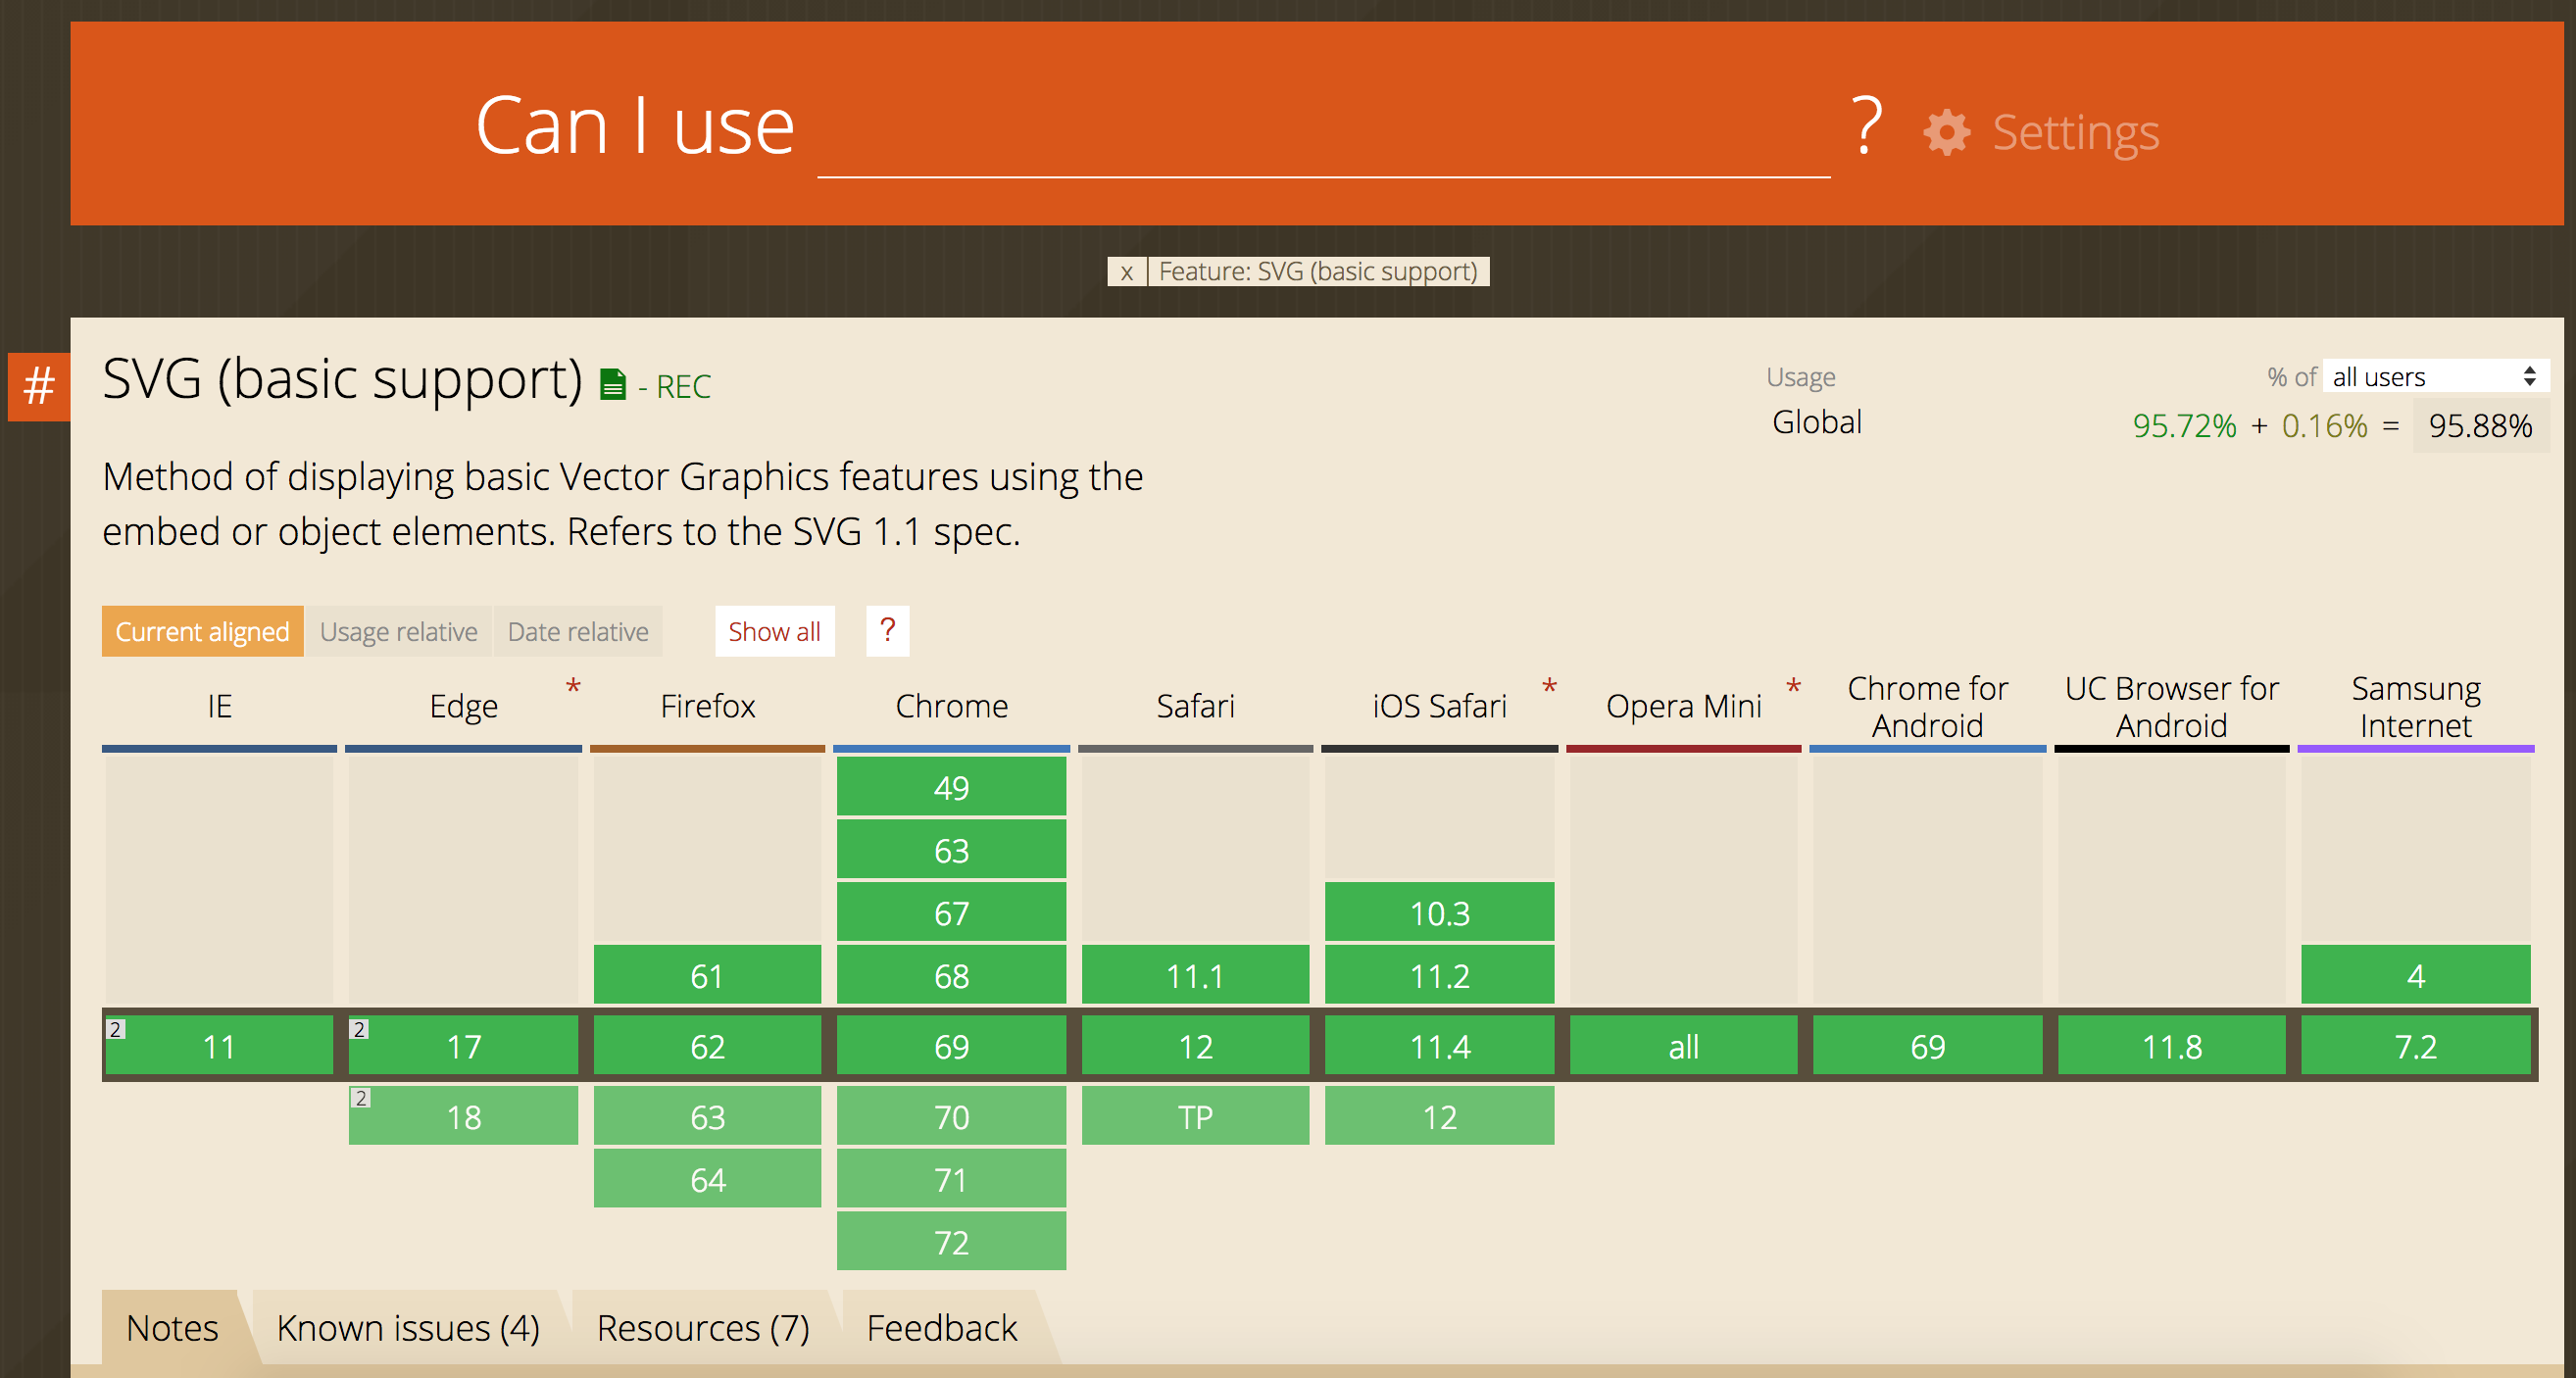 Can I use ? Settings
x Feature: SVG (basic support)
# SVG (basic support) - REC
Usage % of all users
Global 95.72% + 0.16% = 95.88%
Method of displaying basic Vector Graphics features using the
embed or object elements. Refers to the SVG 1.1 spec.
Current aligned Usage relative Date relative Show all ?
IE Edge * Firefox Chrome Safari iOS Safari * Opera Mini * Chrome for Android UC Browser for Android Samsung Internet
49
63
67 10.3
61 68 11.1 11.2 4
2 11 2 17 62 69 12 11.4 all 69 11.8 7.2
2 18 63 70 TP 12
64 71
72
Notes Known issues (4) Resources (7) Feedback